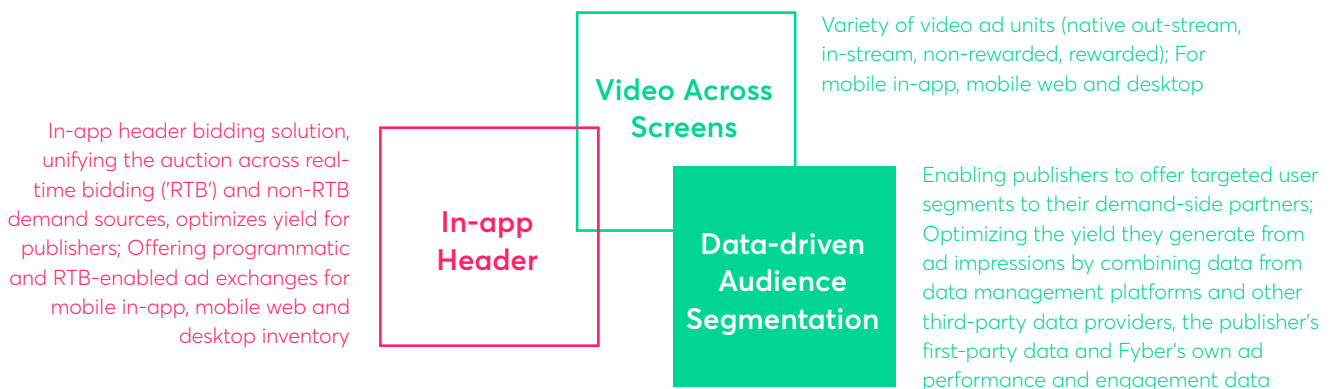 Variety of video ad units (native out-stream,
in-stream, non-rewarded, rewarded); For
mobile in-app, mobile web and desktop
Video Across
Screens
In-app header bidding solution,
unifying the auction across real-
time bidding ('RTB') and non-RTB
demand sources, optimizes yield for
publishers; Offering programmatic
and RTB-enabled ad exchanges for
mobile in-app, mobile web and
desktop inventory
In-app
Header
Data-driven
Audience
Segmentation
Enabling publishers to offer targeted user
segments to their demand-side partners;
Optimizing the yield they generate from
ad impressions by combining data from
data management platforms and other
third-party data providers, the publisher's
first-party data and Fyber's own ad
performance and engagement data